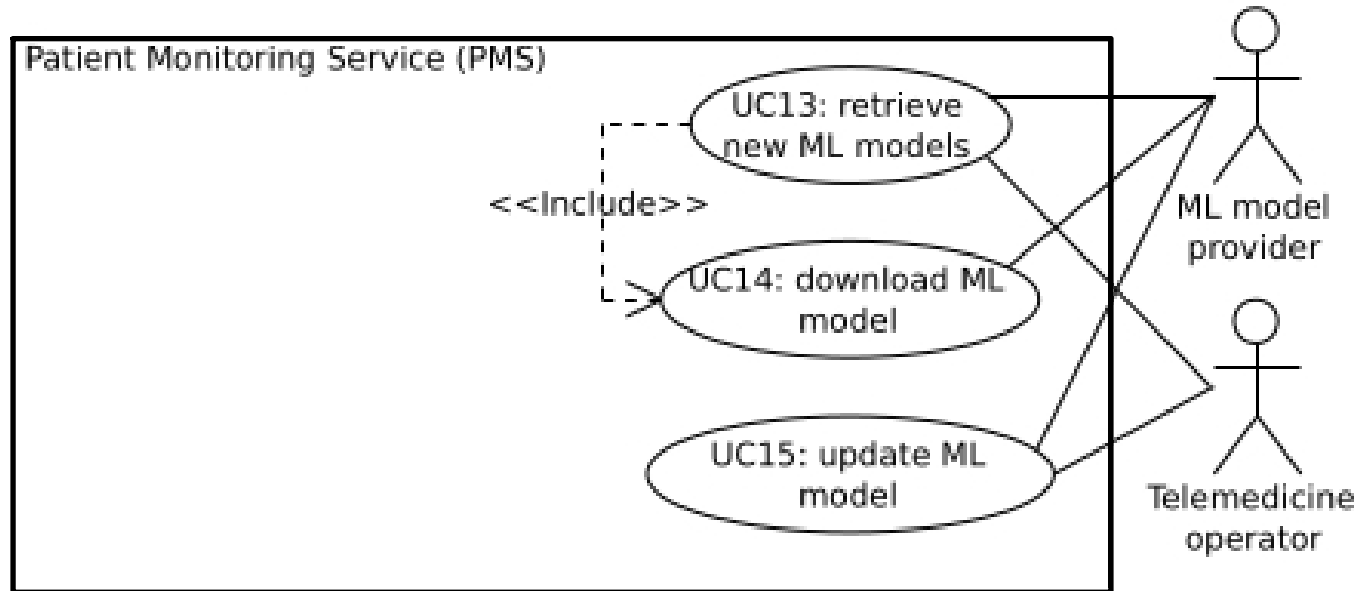 Patient Monitoring Service (PMS)
UC13: retrieve
new ML models
<<Include>>
ML model
provider
UC14: download ML
model
UC15: update ML
model
Telemedicine
operator